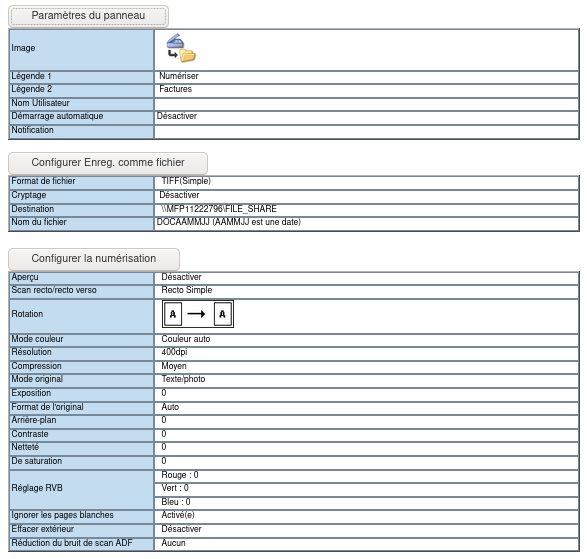 Paramètres du panneau
Image
Légende 1 Numériser
Légende 2 Factures
Nom Utilisateur
Démarrage automatique Désactiver
Notification
Configurer Enreg. comme fichier
Format de fichier TIFF(Simple)
Cryptage Désactiver
Destination \\MFP11222796\FILE_SHARE
Nom du fichier DOCAAMMJJ (AAMMJJ est une date)
Configurer la numérisation
Aperçu Désactiver
Scan recto/recto verso Recto Simple
Rotation A A
Mode couleur Couleur auto
Résolution 400dpi
Compression Moyen
Mode original Texte/photo
Exposition 0
Format de l'original Auto
Arrière-plan 0
Contraste 0
Netteté 0
De saturation 0
Réglage RVB Rouge : 0
Vert : 0
Bleu : 0
Ignorer les pages blanches Activé(e)
Effacer extérieur Désactiver
Réduction du bruit de scan ADF Aucun